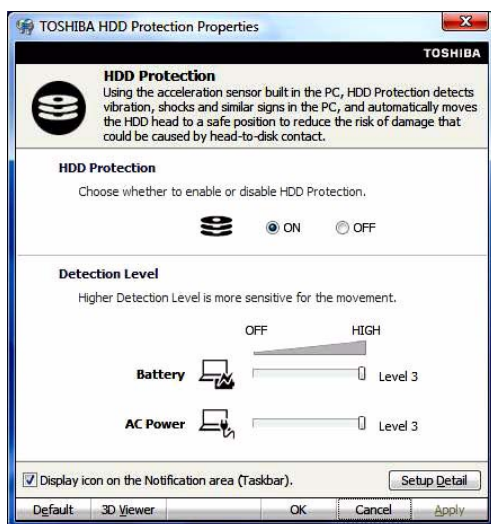 TOSHIBA HDD Protection Properties
TOSHIBA
HDD Protection
Using the acceleration sensor built in the PC, HDD Protection detects
vibration, shocks and similar signs in the PC, and automatically moves
the HDD head to a safe position to reduce the risk of damage that
could be caused by head-to-disk contact.
HDD Protection
Choose whether to enable or disable HDD Protection.
ON OFF
Detection Level
Higher Detection Level is more sensitive for the movement.
OFF HIGH
Battery Level 3
AC Power Level 3
Display icon on the Notification area (Taskbar). Setup Detail
Default 3D Viewer OK Cancel Apply